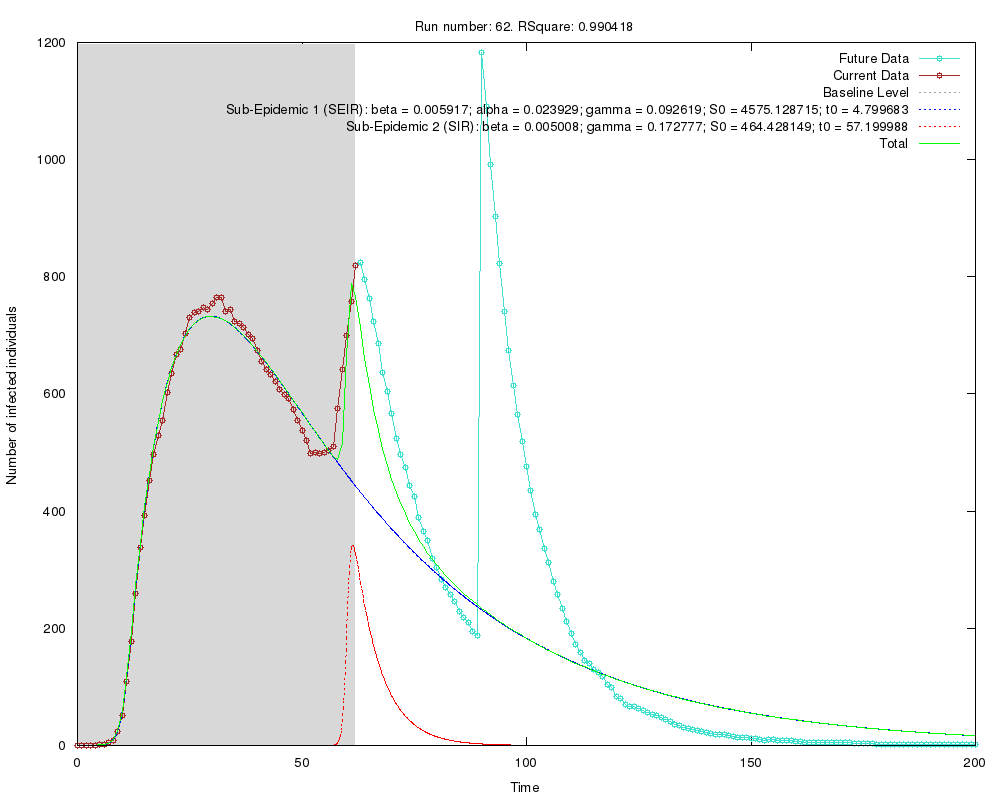 Run number: 62. RSquare: 0.990418
1200
1000
800
600
400
200
0
Number of infected individuals
Future Data
Current Data
Baseline Level
Sub-Epidemic 1 (SEIR): beta = 0.005917; alpha = 0.023929; gamma = 0.092619; S0 = 4575.128715; t0 = 4.799683
Sub-Epidemic 2 (SIR): beta = 0.005008; gamma = 0.172777; S0 = 464.428149; t0 = 57.199988
Total
0 50 100 150 200
Time